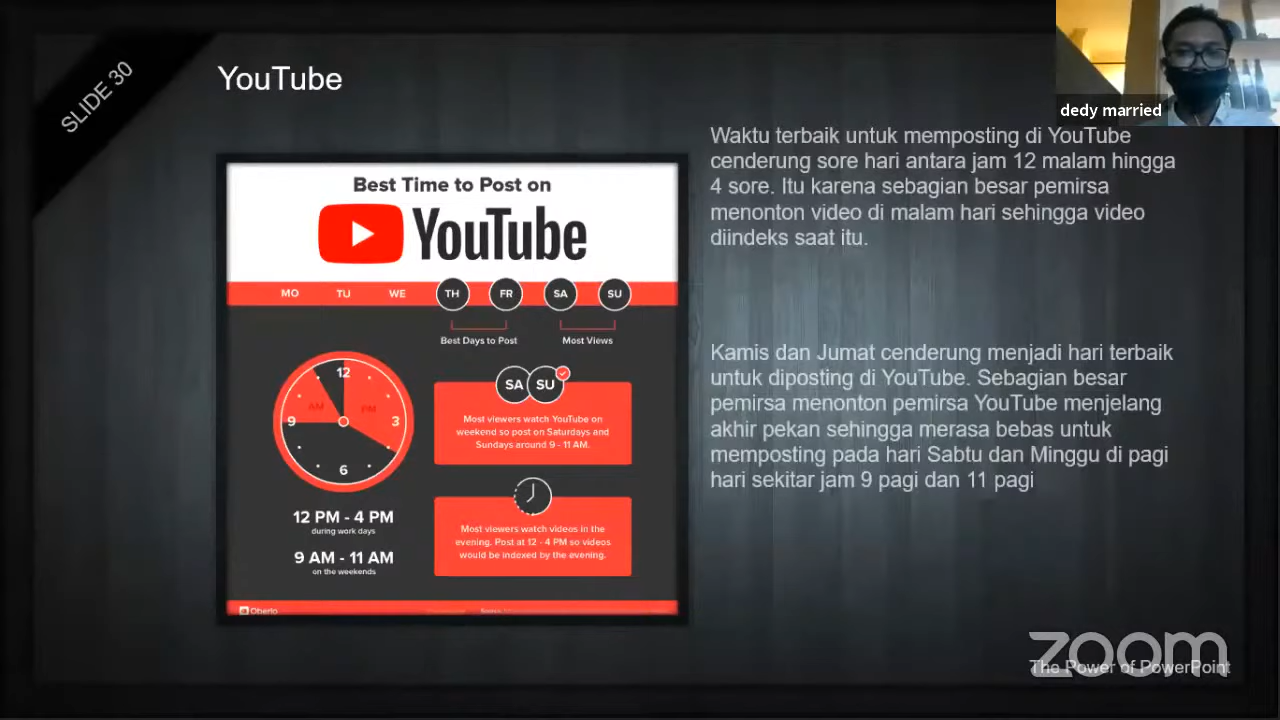 SLIDE 30
YouTube
dedy married
Best Time to Post on
YouTube
MO TU WE TH FR SA SU
Best Days to Post Most Views
12
AM PM
9 3
6
12 PM - 4 PM
during work days
9 AM - 11 AM
on the weekends
SA SU
Most viewers watch YouTube on
weekend so post on Saturdays and
Sundays around 9 - 11 AM.
Most viewers watch videos in the
evening. Post at 12 - 4 PM so videos
would be indexed by the evening.
Oberlo
Waktu terbaik untuk memposting di YouTube
cenderung sore hari antara jam 12 malam hingga
4 sore. Itu karena sebagian besar pemirsa
menonton video di malam hari sehingga video
diindeks saat itu.
Kamis dan Jumat cenderung menjadi hari terbaik
untuk diposting di YouTube. Sebagian besar
pemirsa menonton pemirsa YouTube menjelang
akhir pekan sehingga merasa bebas untuk
memposting pada hari Sabtu dan Minggu di pagi
hari sekitar jam 9 pagi dan 11 pagi
zoom
The Power of PowerPoint